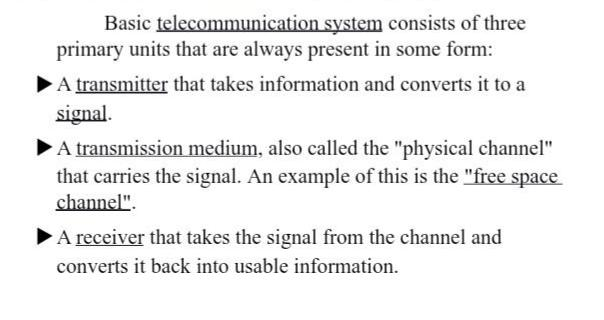 Basic telecommunication system consists of three
primary units that are always present in some form:
▶ A transmitter that takes information and converts it to a
signal.
▶ A transmission medium, also called the "physical channel"
that carries the signal. An example of this is the "free space
channel".
▶ A receiver that takes the signal from the channel and
converts it back into usable information.